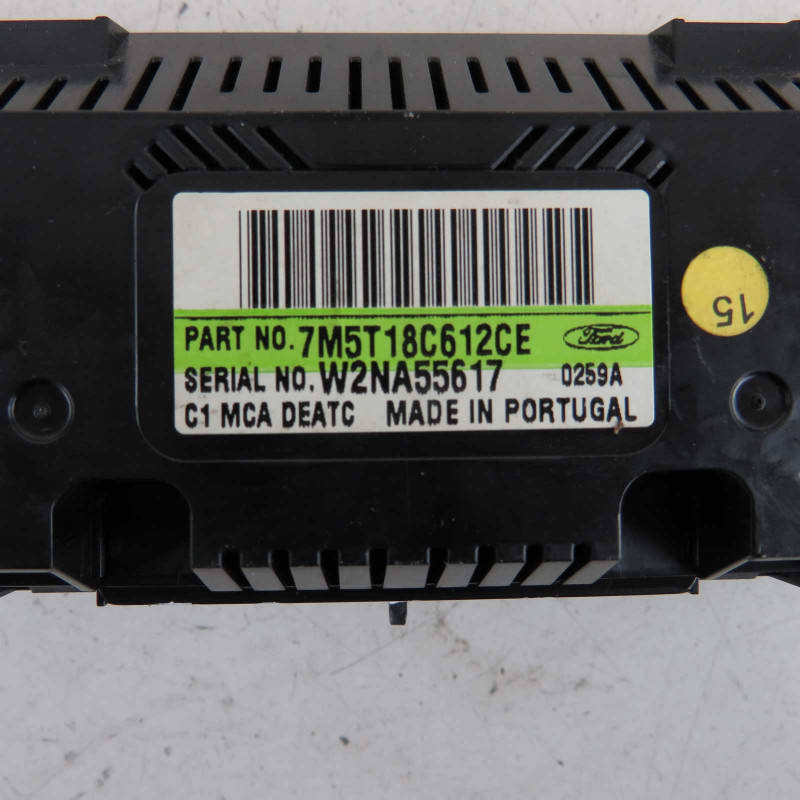 PART NO. 7M5T18C612CE Ford
SERIAL NO. W2NA55617 0259A
C1 MCA DEATC MADE IN PORTUGAL
15